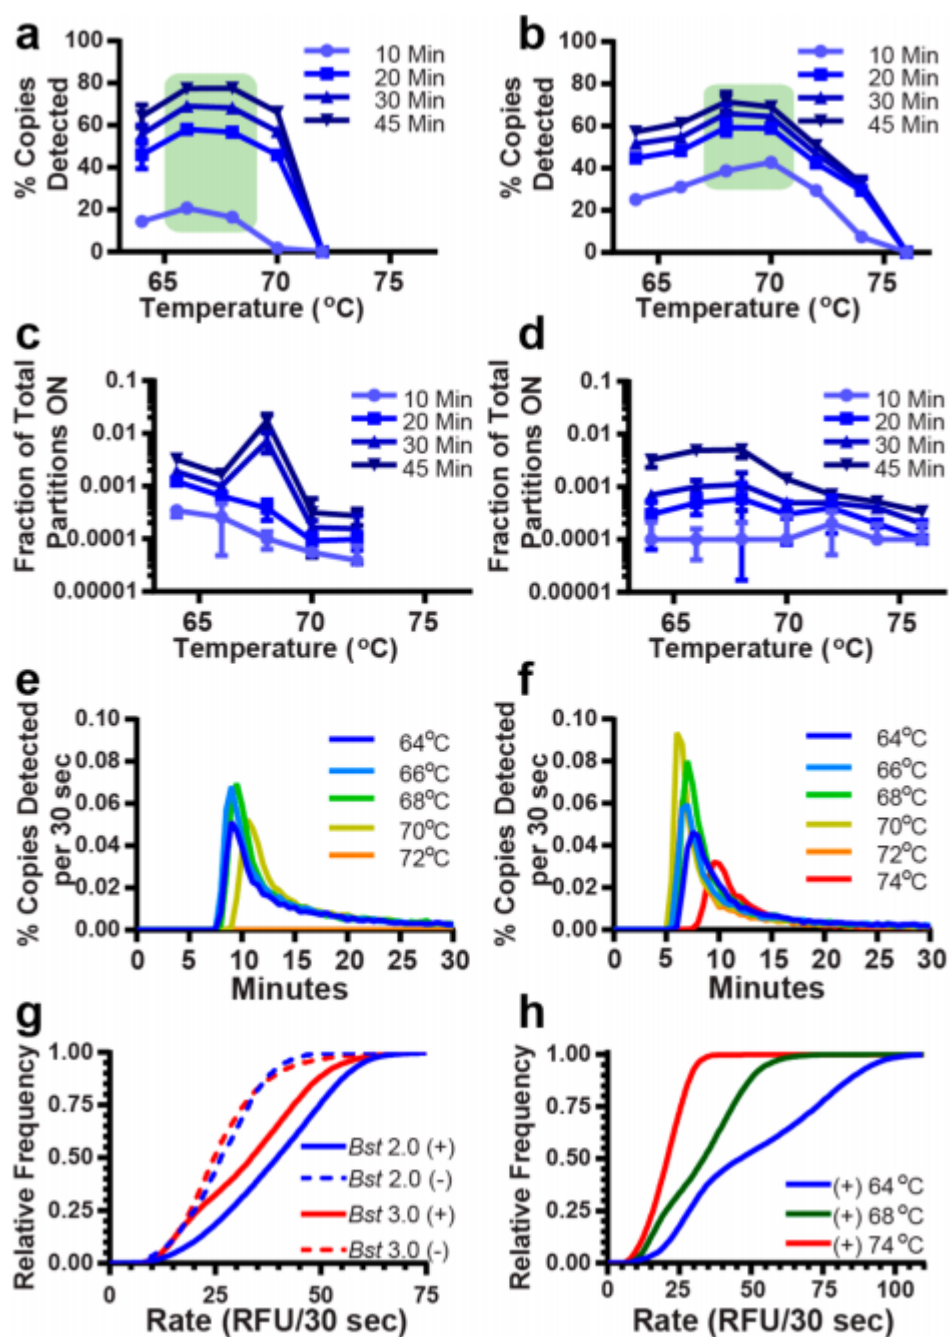 a
% Copies Detected
100
80
60
40
20
0
10 Min
20 Min
30 Min
45 Min
65 70 75
Temperature (°C)
b
% Copies Detected
100
80
60
40
20
0
10 Min
20 Min
30 Min
45 Min
65 70 75
Temperature (°C)
c
Fraction of Total Partitions ON
0.1
0.01
0.001
0.0001
0.00001
10 Min
20 Min
30 Min
45 Min
65 70 75
Temperature (°C)
d
Fraction of Total Partitions ON
0.1
0.01
0.001
0.0001
0.00001
10 Min
20 Min
30 Min
45 Min
65 70 75
Temperature (°C)
e
% Copies Detected per 30 sec
0.10
0.08
0.06
0.04
0.02
0.00
64°C
66°C
68°C
70°C
72°C
0 5 10 15 20 25 30
Minutes
f
% Copies Detected per 30 sec
0.10
0.08
0.06
0.04
0.02
0.00
64°C
66°C
68°C
70°C
72°C
74°C
0 5 10 15 20 25 30
Minutes
g
Relative Frequency
1.00
0.75
0.50
0.25
0.00
Bst 2.0 (+)
Bst 2.0 (-)
Bst 3.0 (+)
Bst 3.0 (-)
0 25 50 75
Rate (RFU/30 sec)
h
Relative Frequency
1.00
0.75
0.50
0.25
0.00
(+) 64 °C
(+) 68 °C
(+) 74 °C
0 25 50 75 100
Rate (RFU/30 sec)